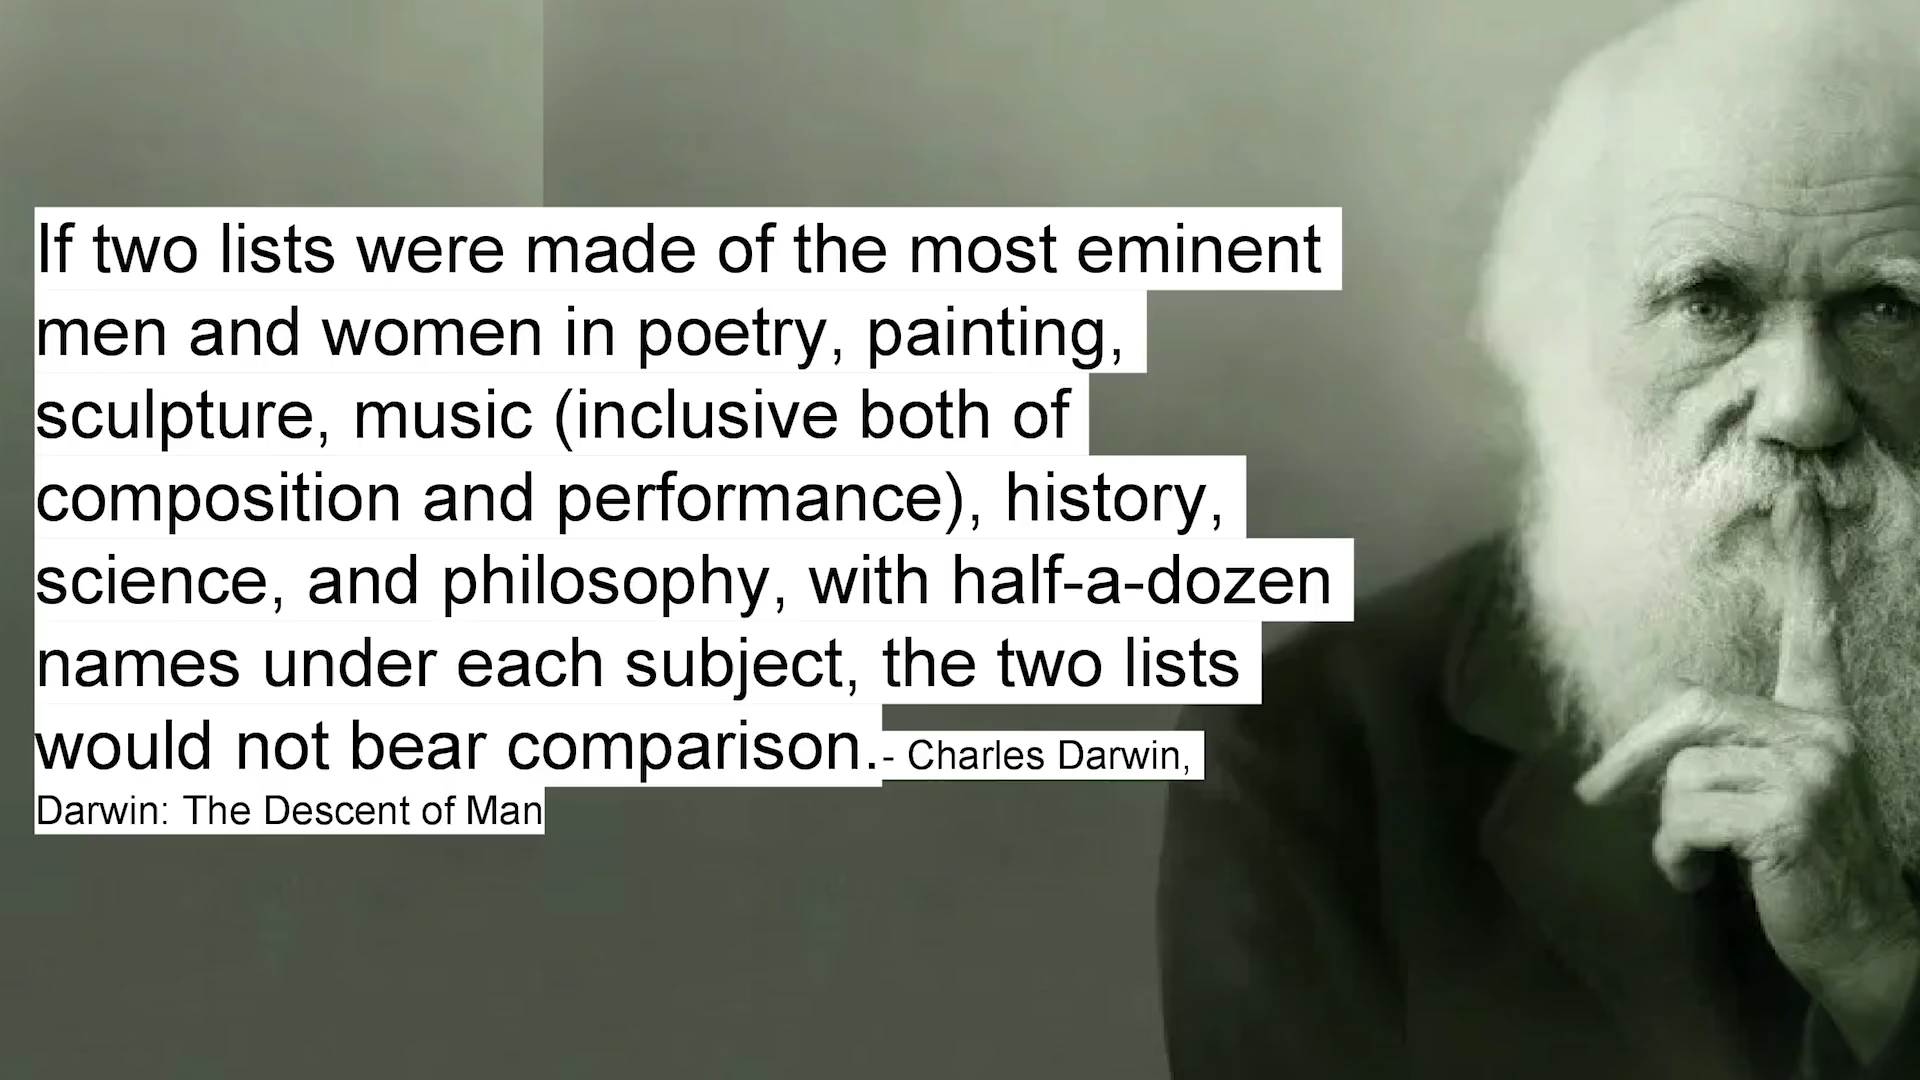 If two lists were made of the most eminent
men and women in poetry, painting,
sculpture, music (inclusive both of
composition and performance), history,
science, and philosophy, with half-a-dozen
names under each subject, the two lists
would not bear comparison.- Charles Darwin,
Darwin: The Descent of Man